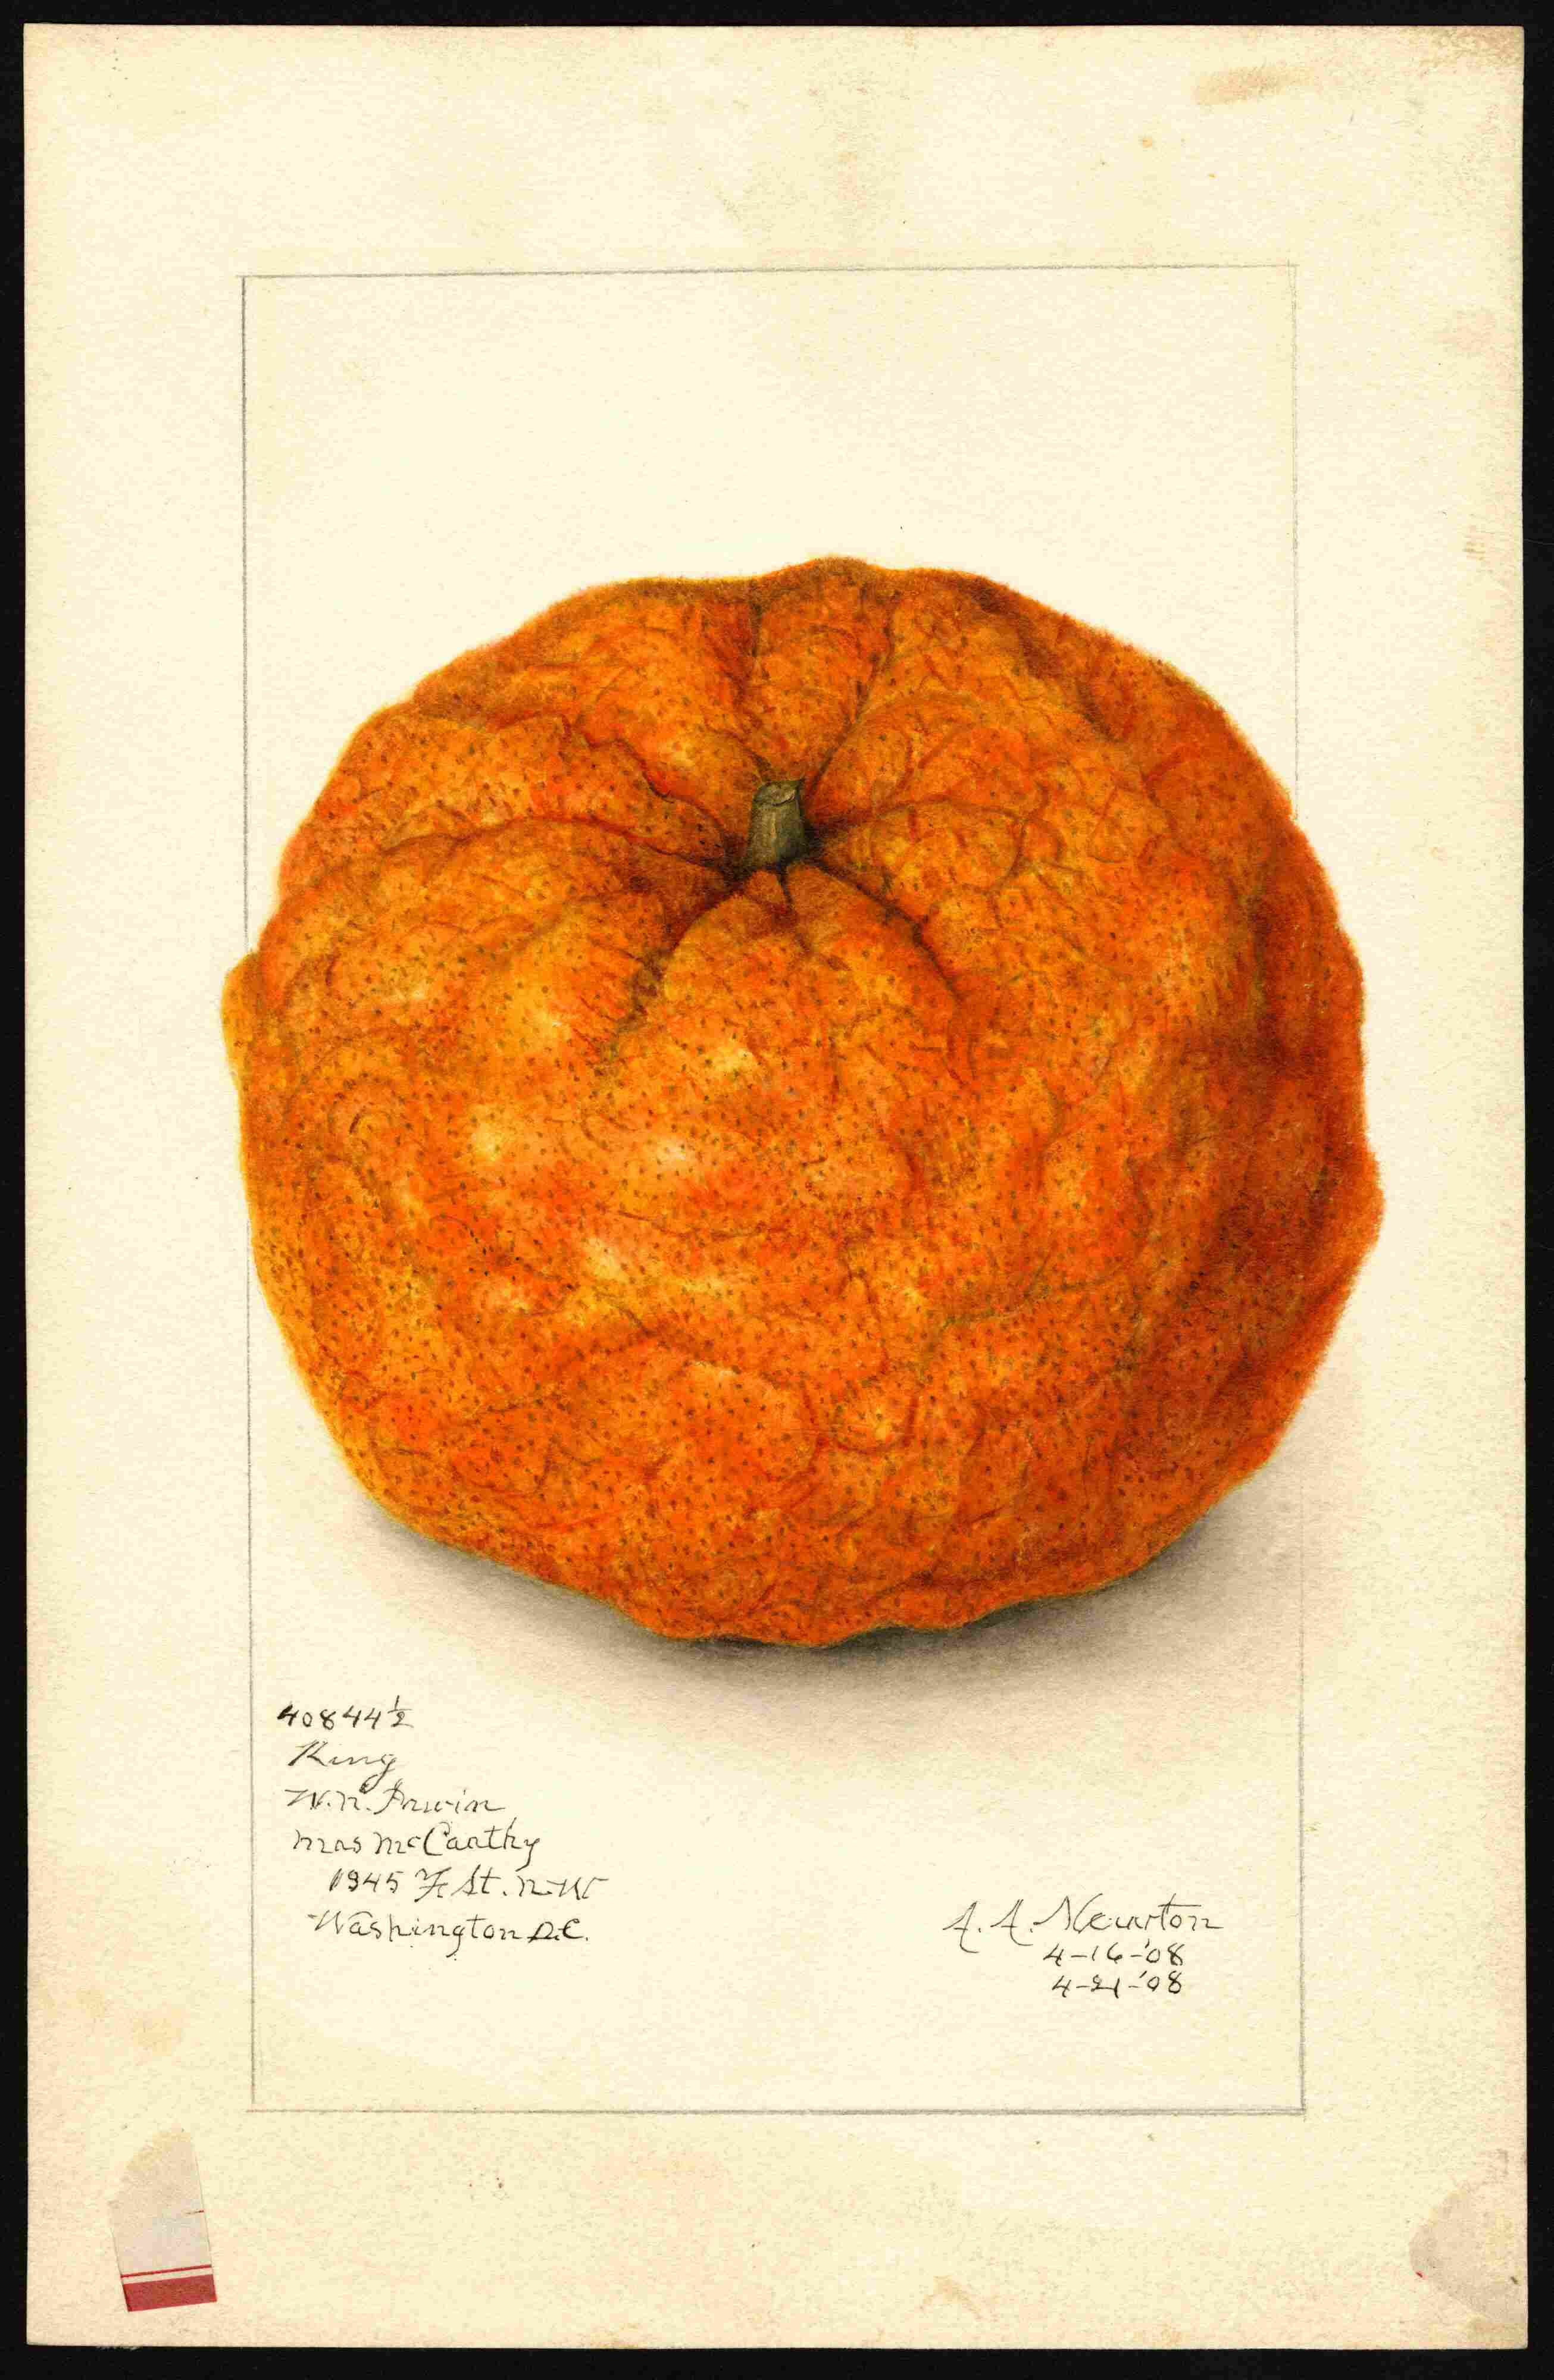 40844½
King
W.N. Irwin
Mrs McCarthy
1945 F St. N.W
Washington D.C.
A. A. Newton
4-16-'08
4-21-'08